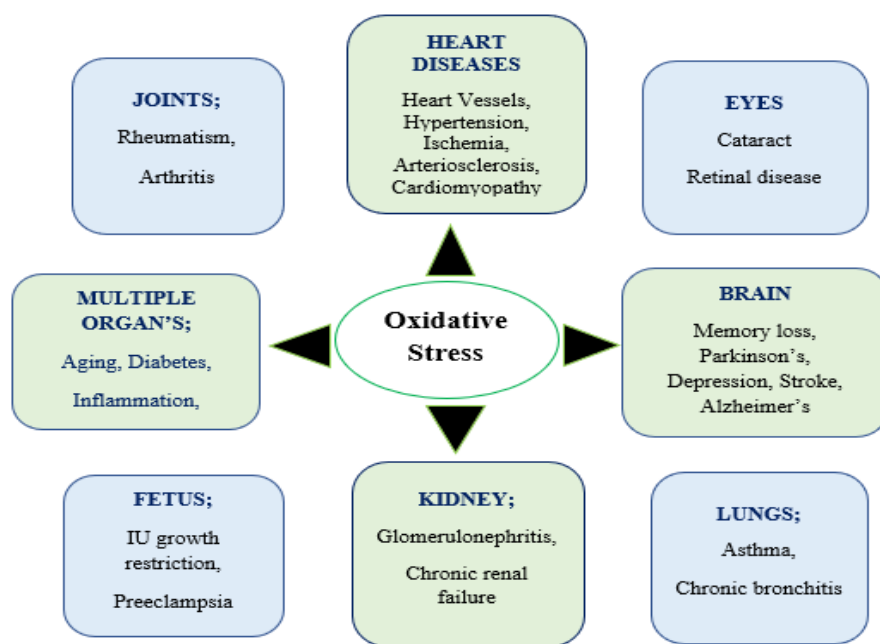 JOINTS;
Rheumatism,
Arthritis
HEART
DISEASES
Heart Vessels,
Hypertension,
Ischemia,
Arteriosclerosis,
Cardiomyopathy
EYES
Cataract
Retinal disease
MULTIPLE
ORGAN’S;
Aging, Diabetes,
Inflammation,
Oxidative
Stress
BRAIN
Memory loss,
Parkinson’s,
Depression, Stroke,
Alzheimer’s
FETUS;
IU growth
restriction,
Preeclampsia
KIDNEY;
Glomerulonephritis,
Chronic renal
failure
LUNGS;
Asthma,
Chronic bronchitis